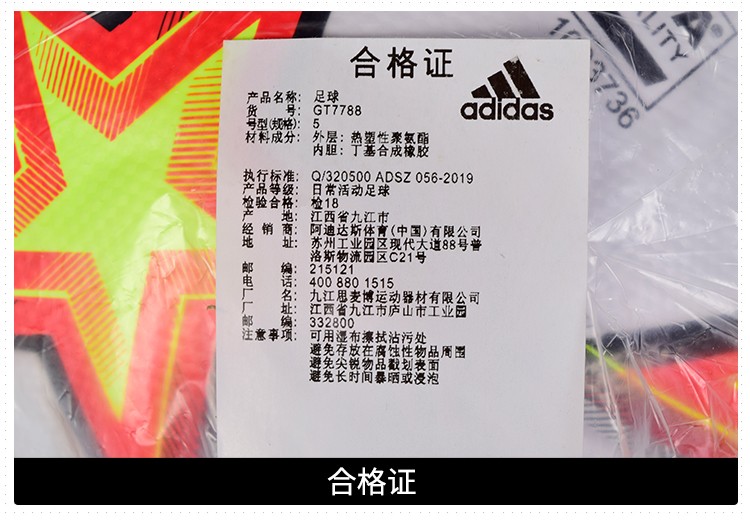 合格证
adidas
产品名称：足球
货　　号：GT7788
号型(规格)：5
材料成分：外层：热塑性聚氨酯
内胆：丁基合成橡胶
执行标准：Q/320500 ADSZ 056-2019
产品等级：日常活动足球
检验合格：检18
产　　地：江西省九江市
经 销 商：阿迪达斯体育(中国)有限公司
地　　址：苏州工业园区现代大道88号普
洛斯物流园区C21号
邮　　编：215121
电　　话：400 880 1515
厂　　名：九江思麦博运动器材有限公司
厂　　址：江西省九江市庐山市工业园
邮　　编：332800
注意事项：可用湿布擦拭沾污处
避免存放在腐蚀性物品周围
避免尖锐物品戳划表面
避免长时间暴晒或浸泡
合格证